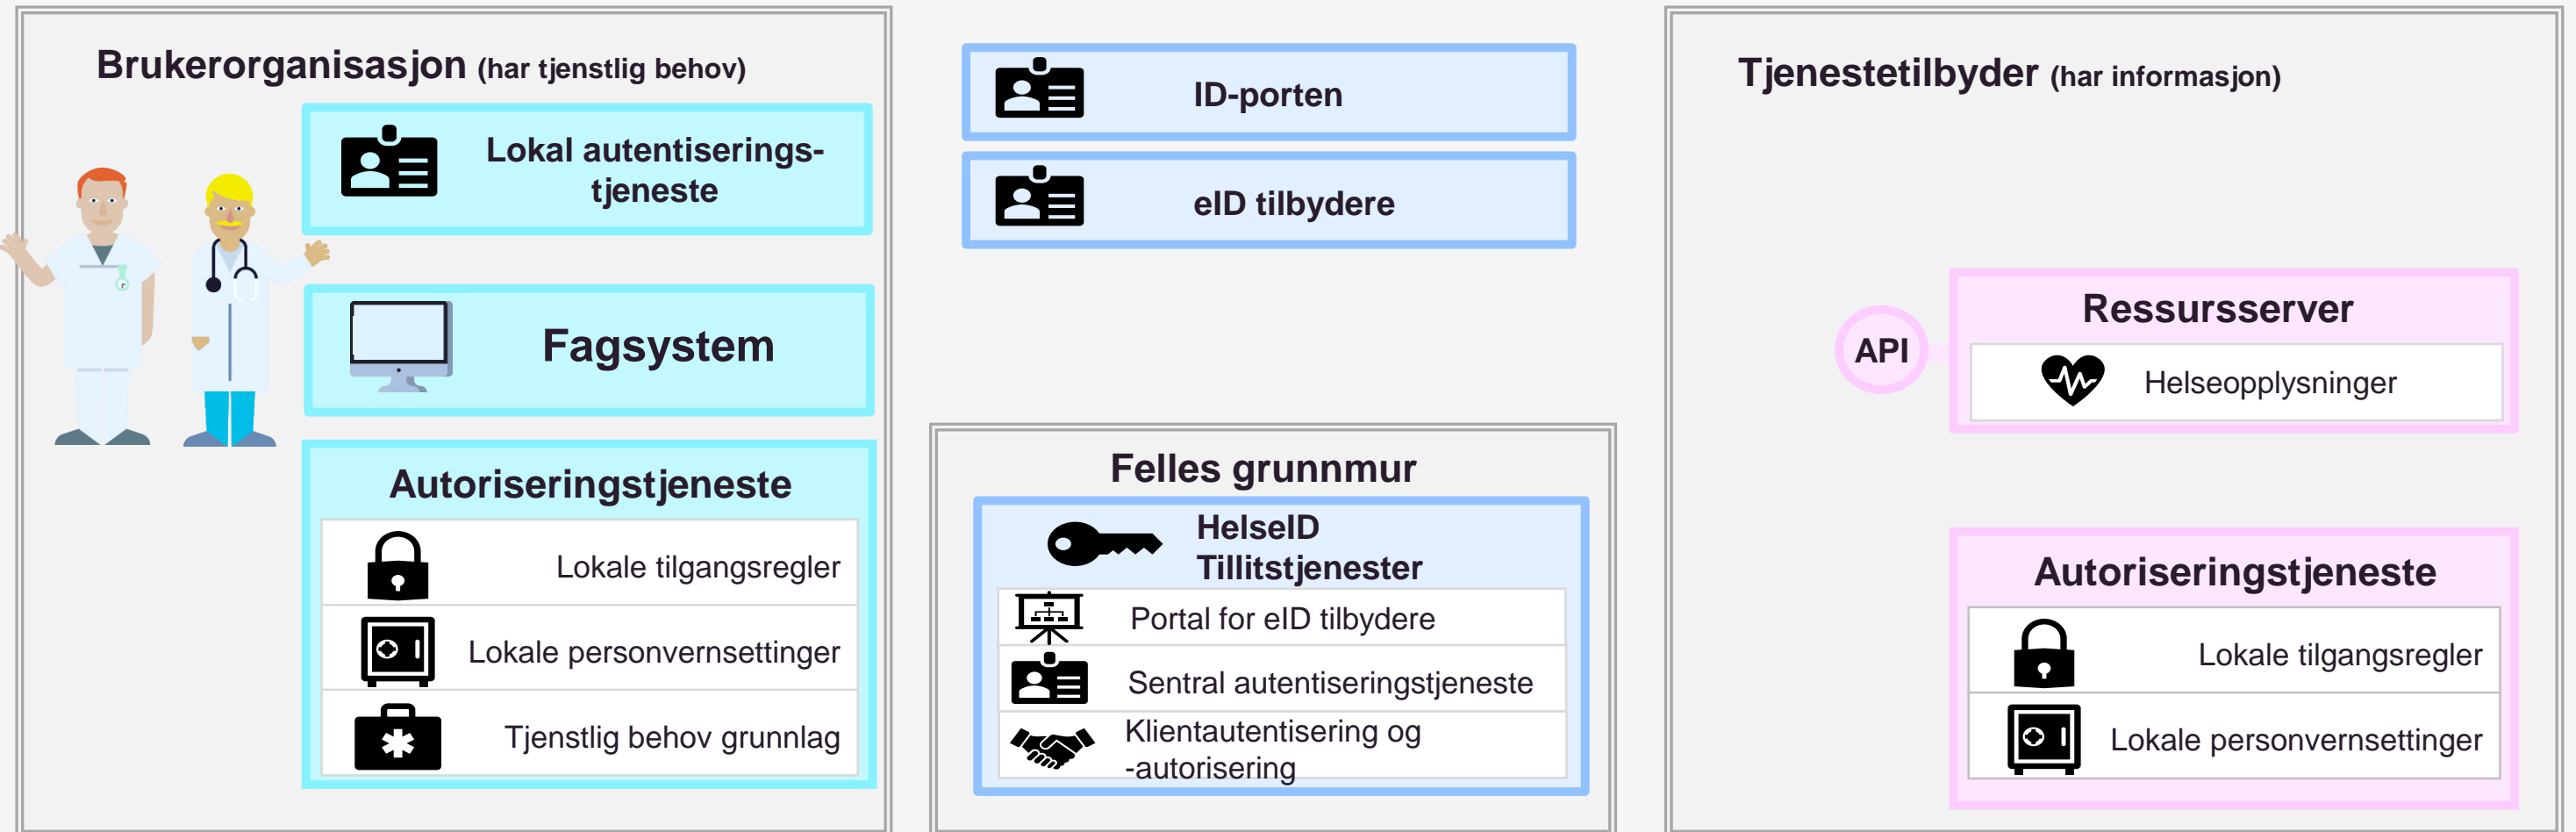 Brukerorganisasjon (har tjenstlig behov)
Lokal autentiserings-
tjeneste
Fagsystem
Autoriseringstjeneste
Lokale tilgangsregler
Lokale personvernsettinger
Tjenstlig behov grunnlag
ID-porten
eID tilbydere
Felles grunnmur
HelseID
Tillitstjenester
Portal for eID tilbydere
Sentral autentiseringstjeneste
Klientautentisering og
-autorisering
Tjenestetilbyder (har informasjon)
API
Ressursserver
Helseopplysninger
Autoriseringstjeneste
Lokale tilgangsregler
Lokale personvernsettinger